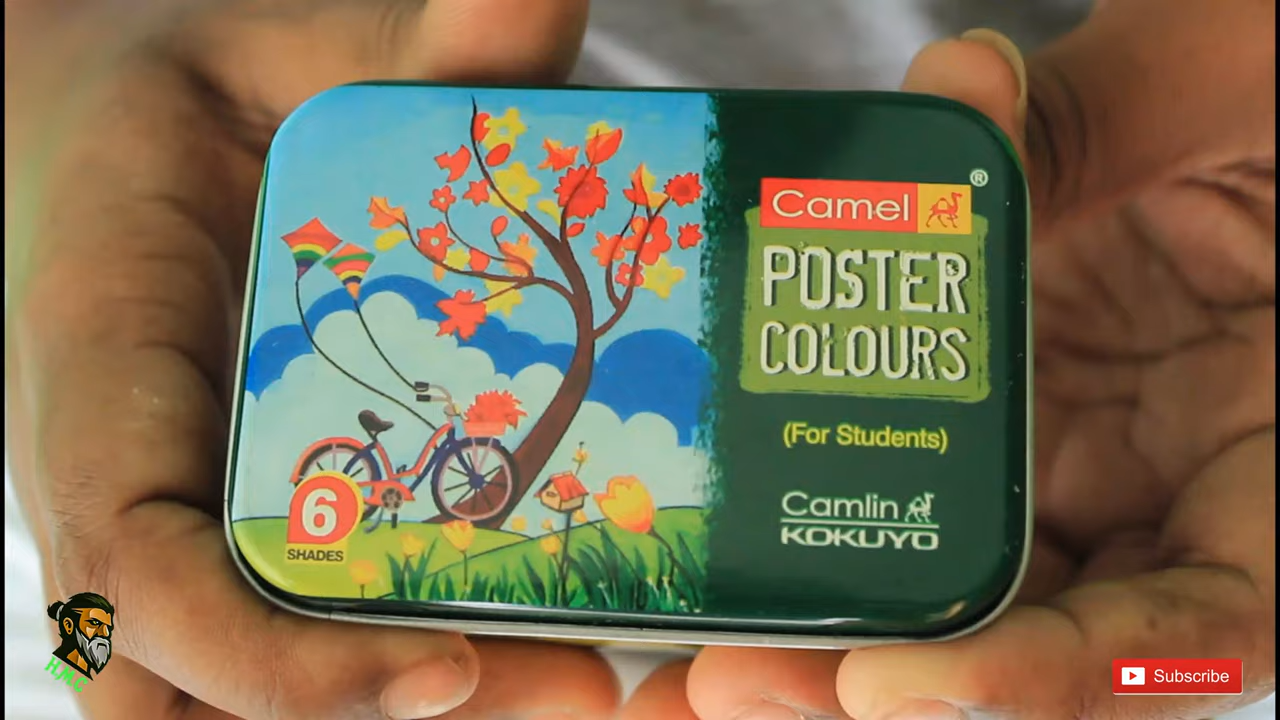 Camel ®
POSTER
COLOURS
(For Students)
Camlin
KOKUYO
6
SHADES
H.M.C
Subscribe